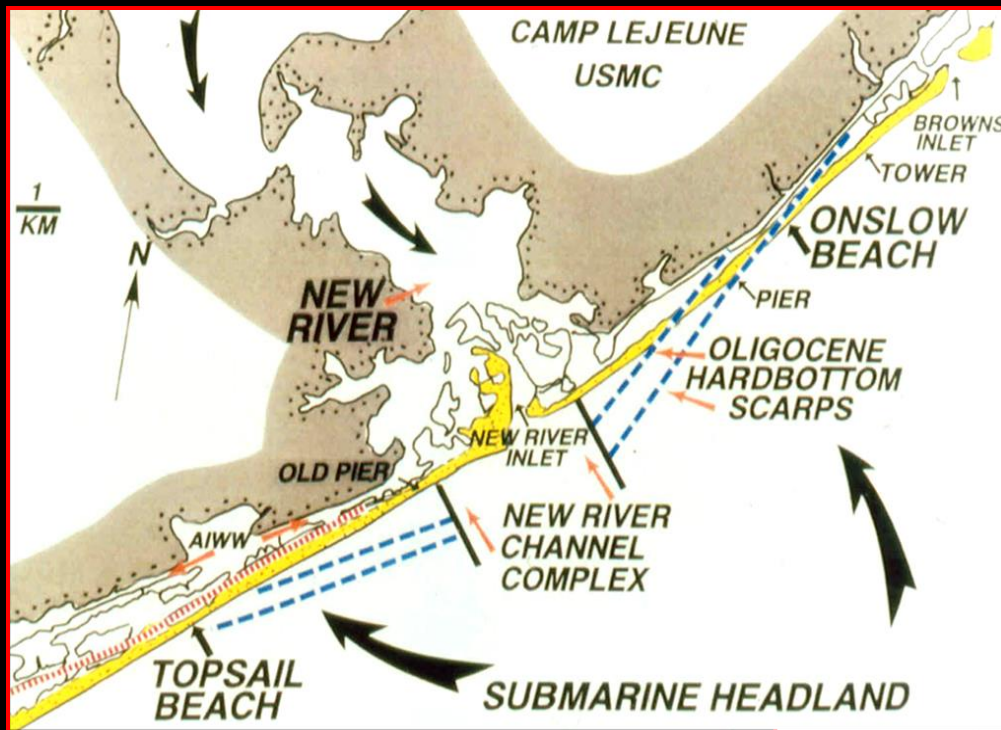 CAMP LEJEUNE
USMC
BROWNS
INLET
TOWER
1
KM
N
ONSLOW
BEACH
NEW
RIVER
PIER
OLIGOCENE
HARDBOTTOM
SCARPS
NEW RIVER
INLET
OLD PIER
NEW RIVER
CHANNEL
COMPLEX
AIWW
TOPSAIL
BEACH
SUBMARINE HEADLAND